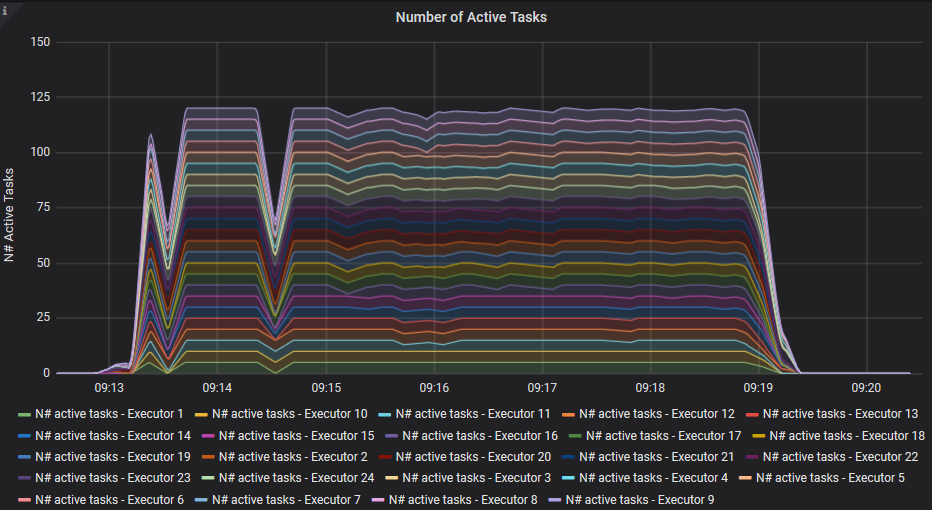 i
Number of Active Tasks
N# Active Tasks
150
125
100
75
50
25
0
09:13 09:14 09:15 09:16 09:17 09:18 09:19 09:20
N# active tasks - Executor 1 N# active tasks - Executor 10 N# active tasks - Executor 11 N# active tasks - Executor 12 N# active tasks - Executor 13
N# active tasks - Executor 14 N# active tasks - Executor 15 N# active tasks - Executor 16 N# active tasks - Executor 17 N# active tasks - Executor 18
N# active tasks - Executor 19 N# active tasks - Executor 2 N# active tasks - Executor 20 N# active tasks - Executor 21 N# active tasks - Executor 22
N# active tasks - Executor 23 N# active tasks - Executor 24 N# active tasks - Executor 3 N# active tasks - Executor 4 N# active tasks - Executor 5
N# active tasks - Executor 6 N# active tasks - Executor 7 N# active tasks - Executor 8 N# active tasks - Executor 9